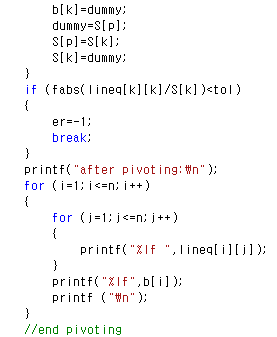 b[k]=dummy;
dummy=S[p];
S[p]=S[k];
S[k]=dummy;
}
if (fabs(lineq[k][k]/S[k])<tol)
{
er=-1;
break;
}
printf("after pivoting:₩n");
for (i=1;i<=n;i++)
{
for (j=1;j<=n;j++)
{
printf("%lf ",lineq[i][j]);
}
printf("%lf",b[i]);
printf ("₩n");
}
//end pivoting